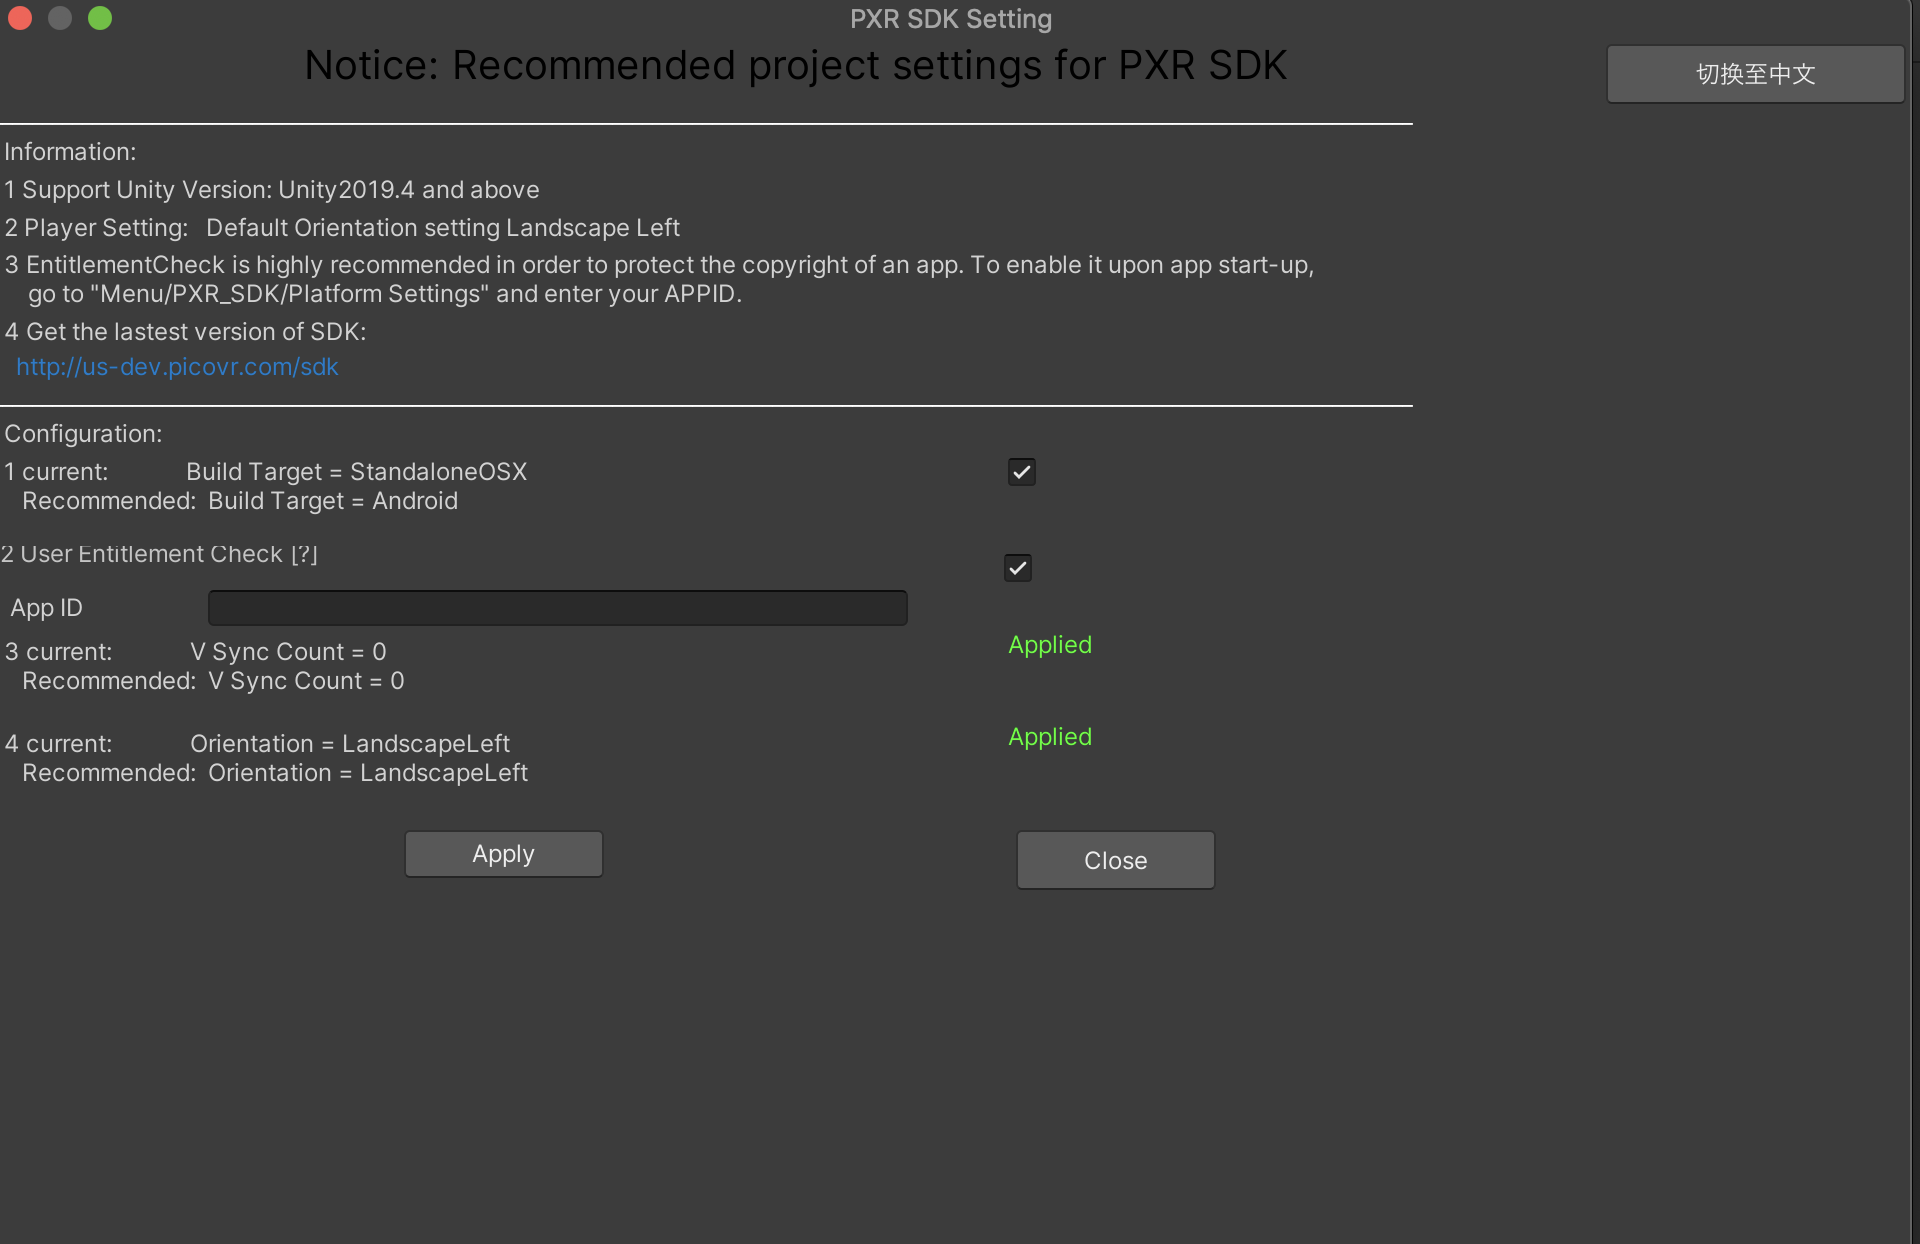 PXR SDK Setting
Notice: Recommended project settings for PXR SDK
切换至中文
Information:
1 Support Unity Version: Unity2019.4 and above
2 Player Setting: Default Orientation setting Landscape Left
3 EntitlementCheck is highly recommended in order to protect the copyright of an app. To enable it upon app start-up,
go to "Menu/PXR_SDK/Platform Settings" and enter your APPID.
4 Get the lastest version of SDK:
http://us-dev.picovr.com/sdk
Configuration:
1 current: Build Target = StandaloneOSX
Recommended: Build Target = Android
2 User Entitlement Check [?]
App ID
3 current: V Sync Count = 0 Applied
Recommended: V Sync Count = 0
4 current: Orientation = LandscapeLeft Applied
Recommended: Orientation = LandscapeLeft
Apply Close